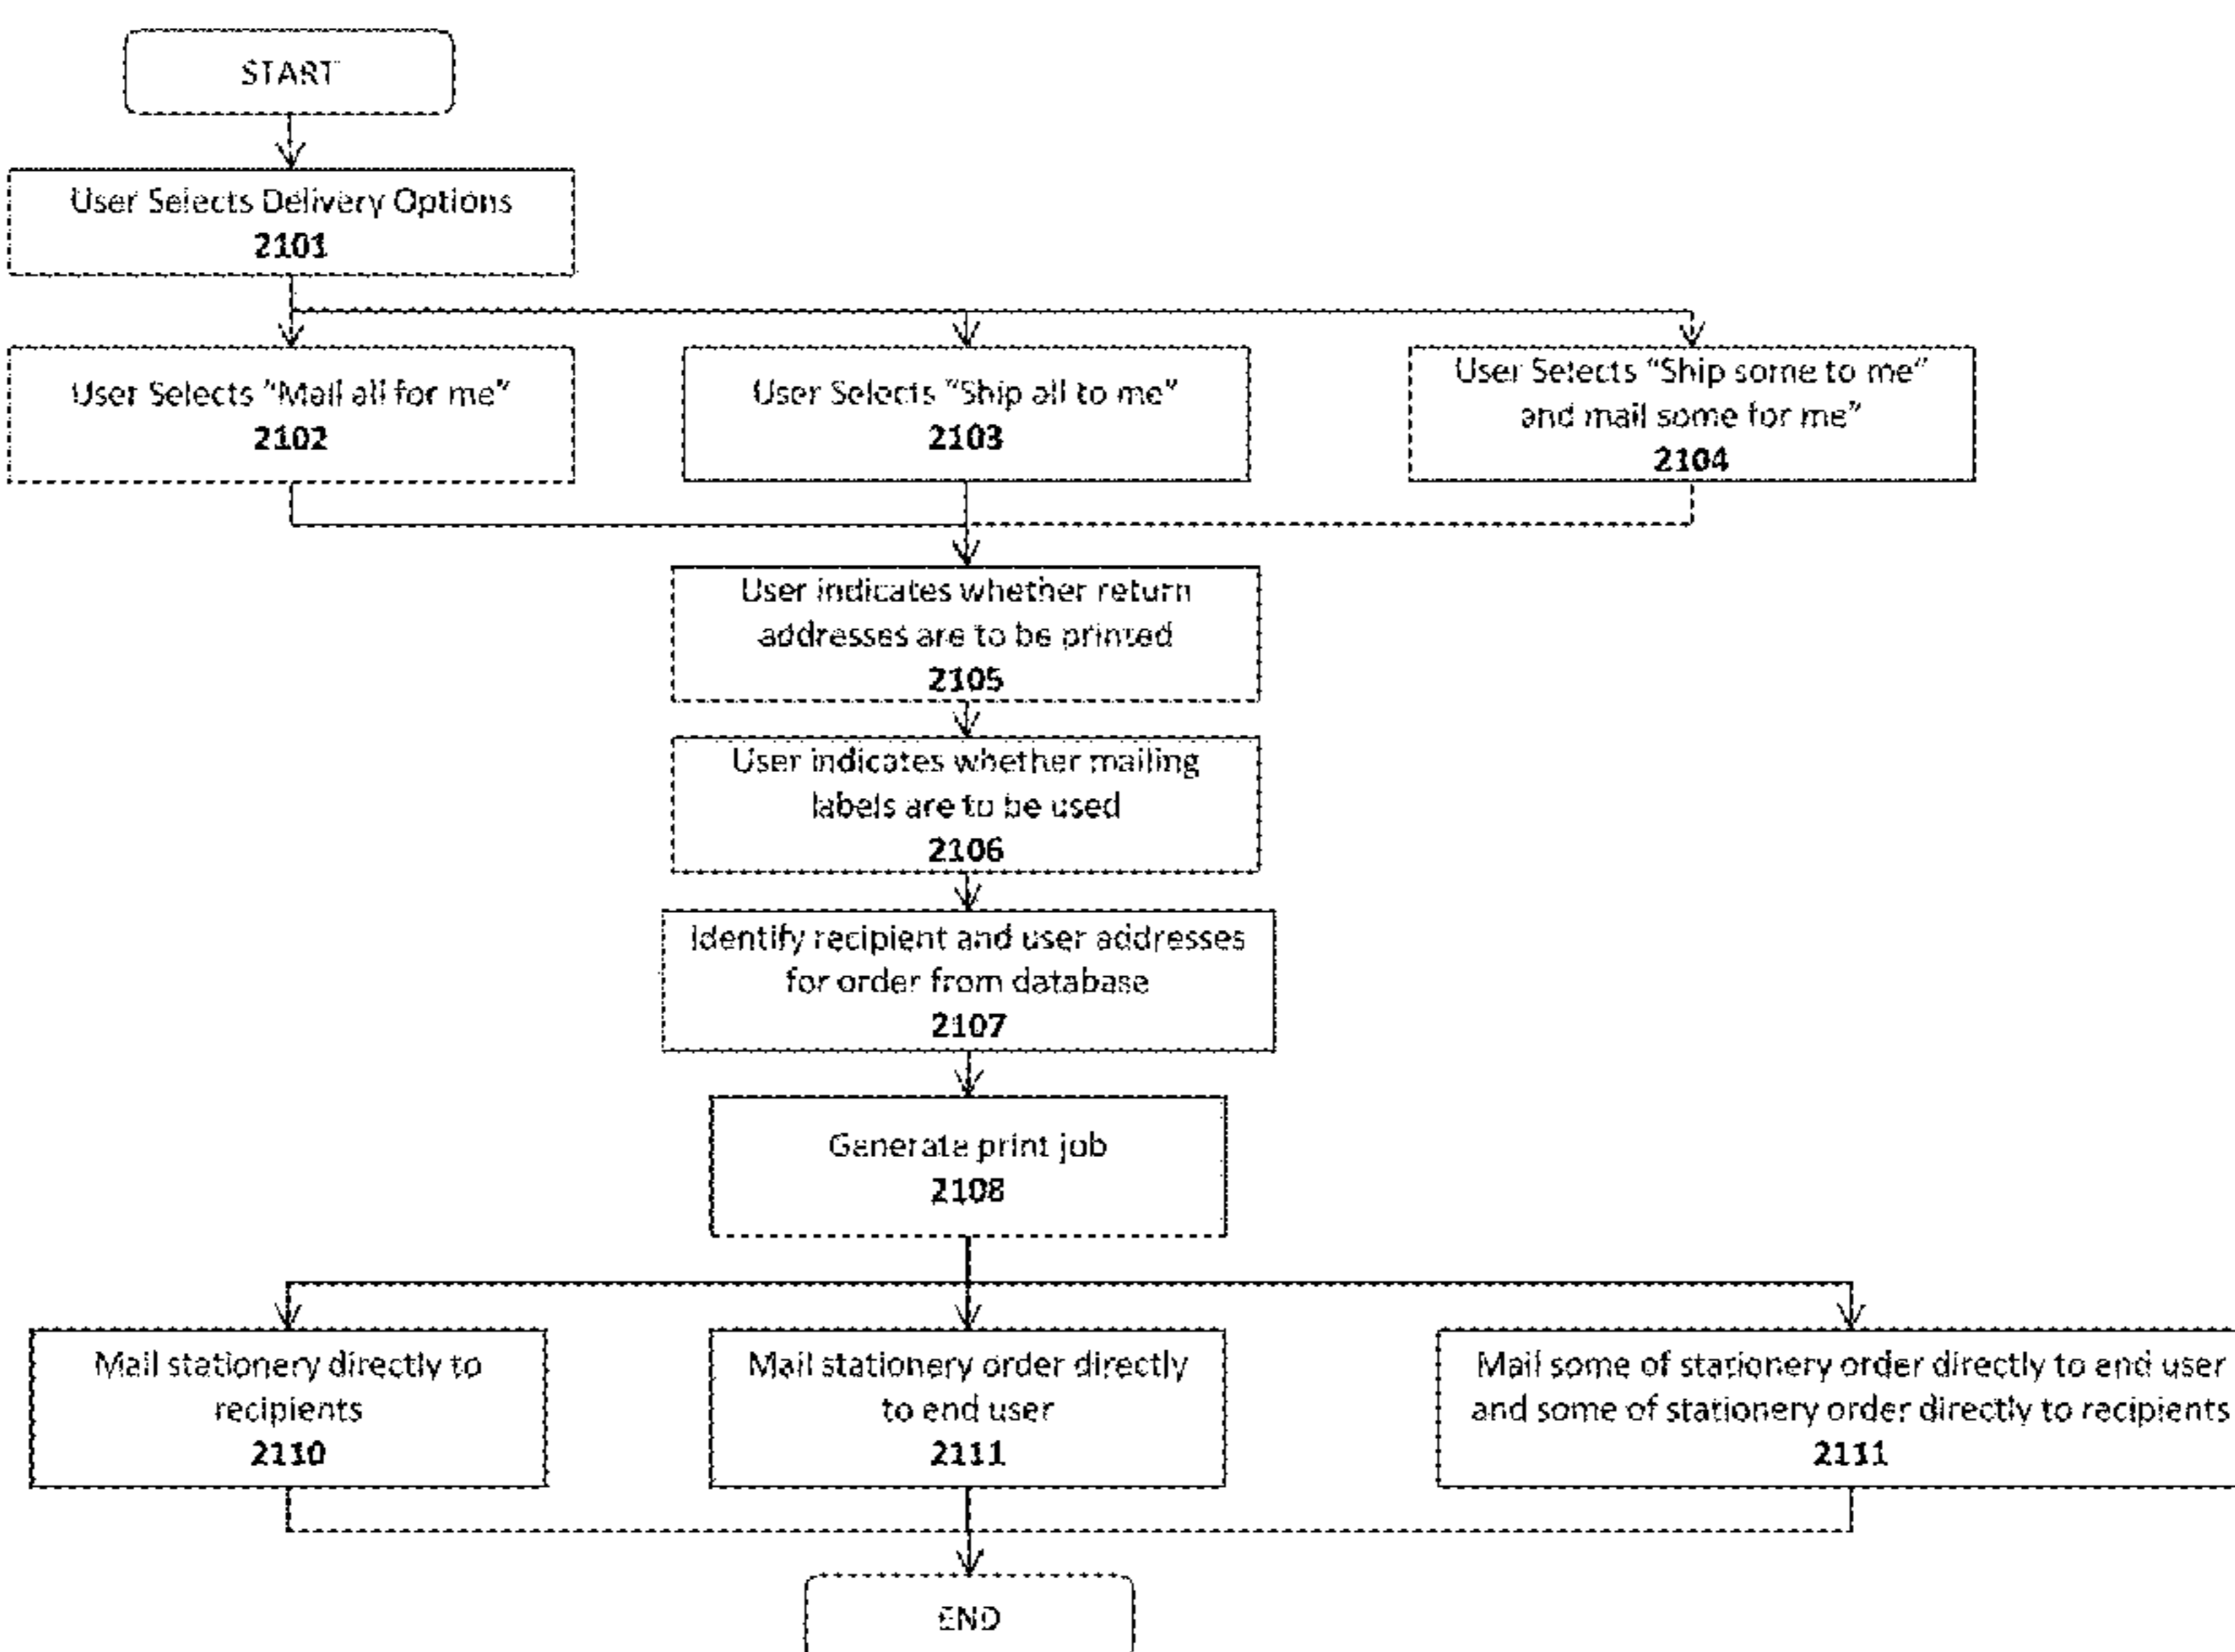 START
User Selects Delivery Options
2101
User Selects "Mail all for me"
2102
User Selects "Ship all to me"
2103
User Selects "Ship some to me"
and mail some for me"
2104
User indicates whether return
addresses are to be printed
2105
User indicates whether mailing
labels are to be used
2106
Identify recipient and user addresses
for order from database
2107
Generate print job
2108
Mail stationery directly to
recipients
2110
Mail stationery order directly
to end user
2111
Mail some of stationery order directly to end user
and some of stationery order directly to recipients
2111
END